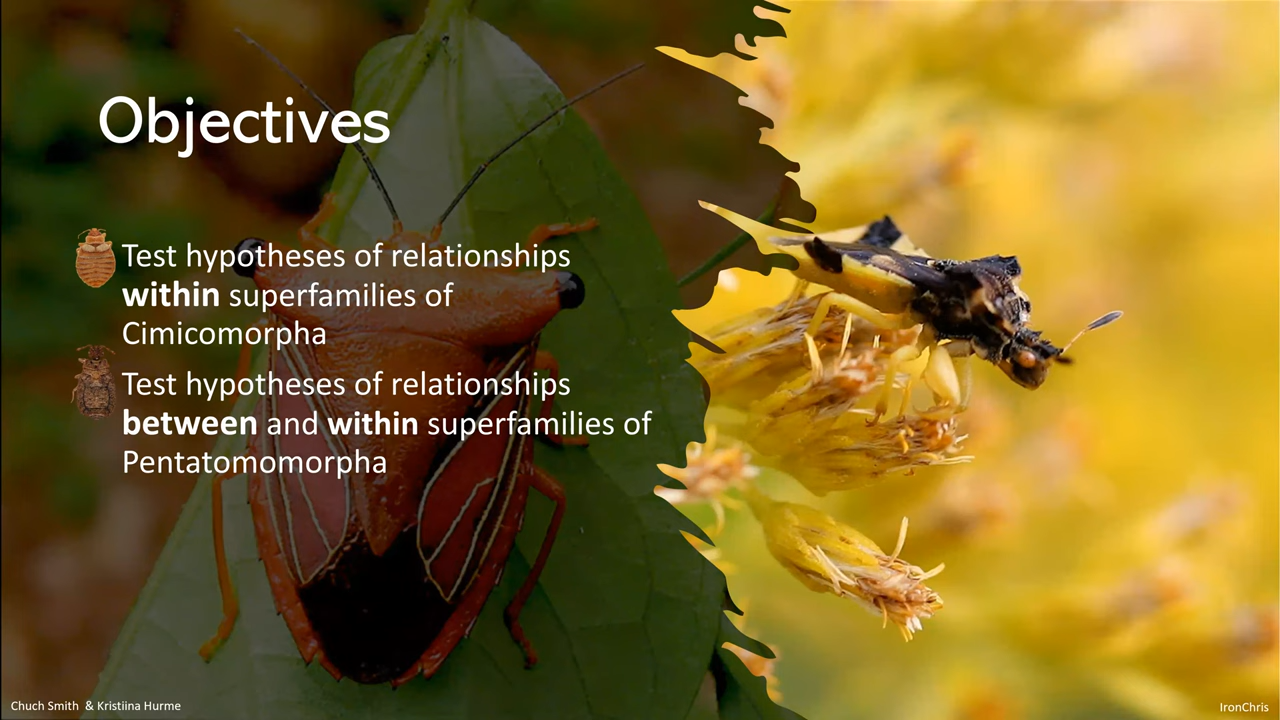 Objectives
Test hypotheses of relationships
within superfamilies of
Cimicomorpha
Test hypotheses of relationships
between and within superfamilies of
Pentatomomorpha
Chuch Smith & Kristiina Hurme
IronChris